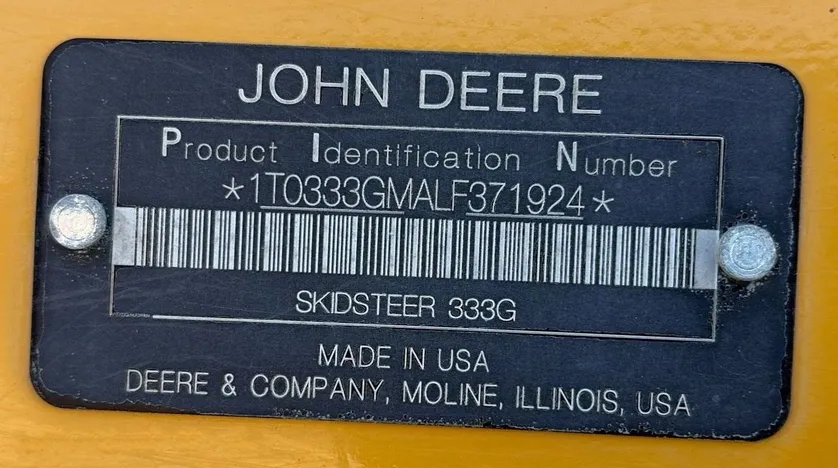 JOHN DEERE
Product Identification Number
*1T0333GMALF371924*
SKIDSTEER 333G
MADE IN USA
DEERE & COMPANY, MOLINE, ILLINOIS, USA